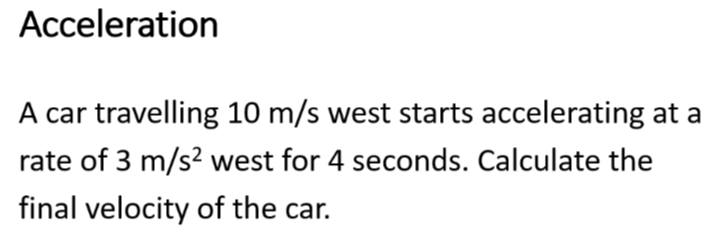 Acceleration
A car travelling 10 m/s west starts accelerating at a
rate of 3 m/s² west for 4 seconds. Calculate the
final velocity of the car.